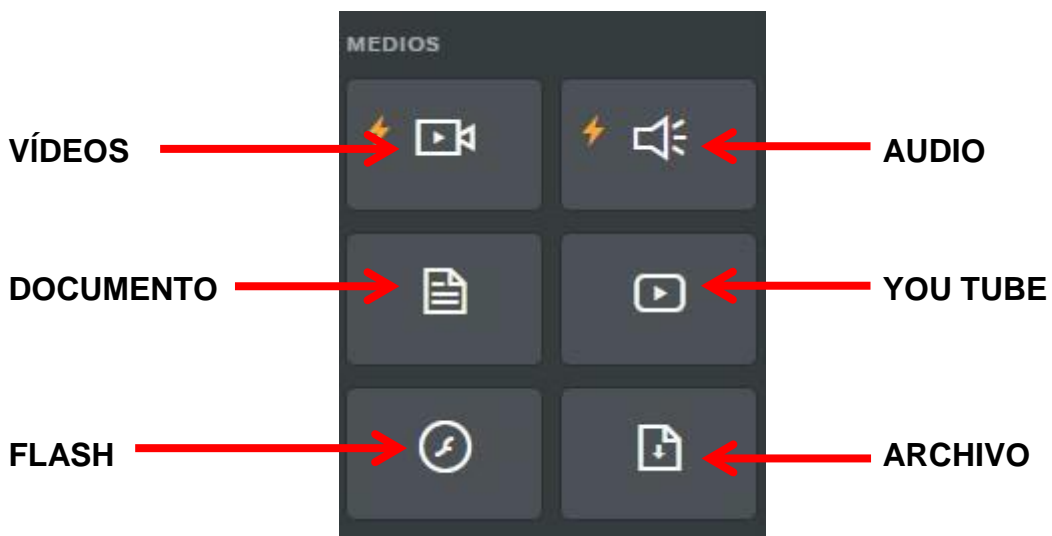 MEDIOS
VÍDEOS
AUDIO
DOCUMENTO
YOU TUBE
FLASH
ARCHIVO